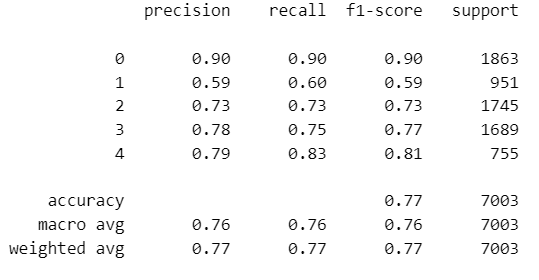 precision recall f1-score support
0 0.90 0.90 0.90 1863
1 0.59 0.60 0.59 951
2 0.73 0.73 0.73 1745
3 0.78 0.75 0.77 1689
4 0.79 0.83 0.81 755
accuracy 0.77 7003
macro avg 0.76 0.76 0.76 7003
weighted avg 0.77 0.77 0.77 7003